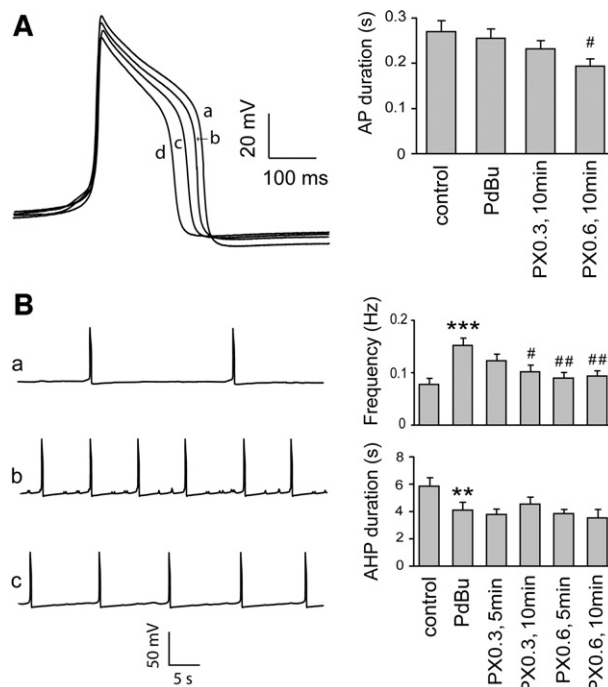 A
a
b
c
d
20 mV
100 ms
AP duration (s)
0.3
0.2
0.1
0
#
control
PdBu
PX0.3, 10min
PX0.6, 10min
B
a
b
c
50 mV
5 s
Frequency (Hz)
0.2
0.1
0
***
#
##
##
AHP duration (s)
8
6
4
2
0
**
control
PdBu
PX0.3, 5min
PX0.3, 10min
PX0.6, 5min
PX0.6, 10min